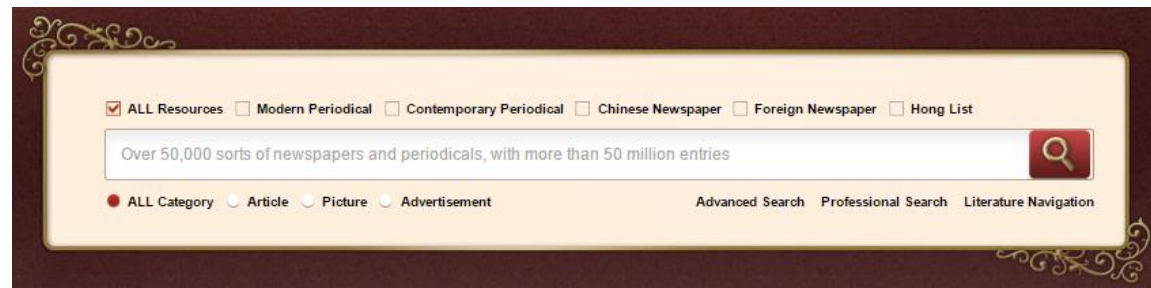 ALL Resources Modern Periodical Contemporary Periodical Chinese Newspaper Foreign Newspaper Hong List
Over 50,000 sorts of newspapers and periodicals, with more than 50 million entries
ALL Category Article Picture Advertisement Advanced Search Professional Search Literature Navigation